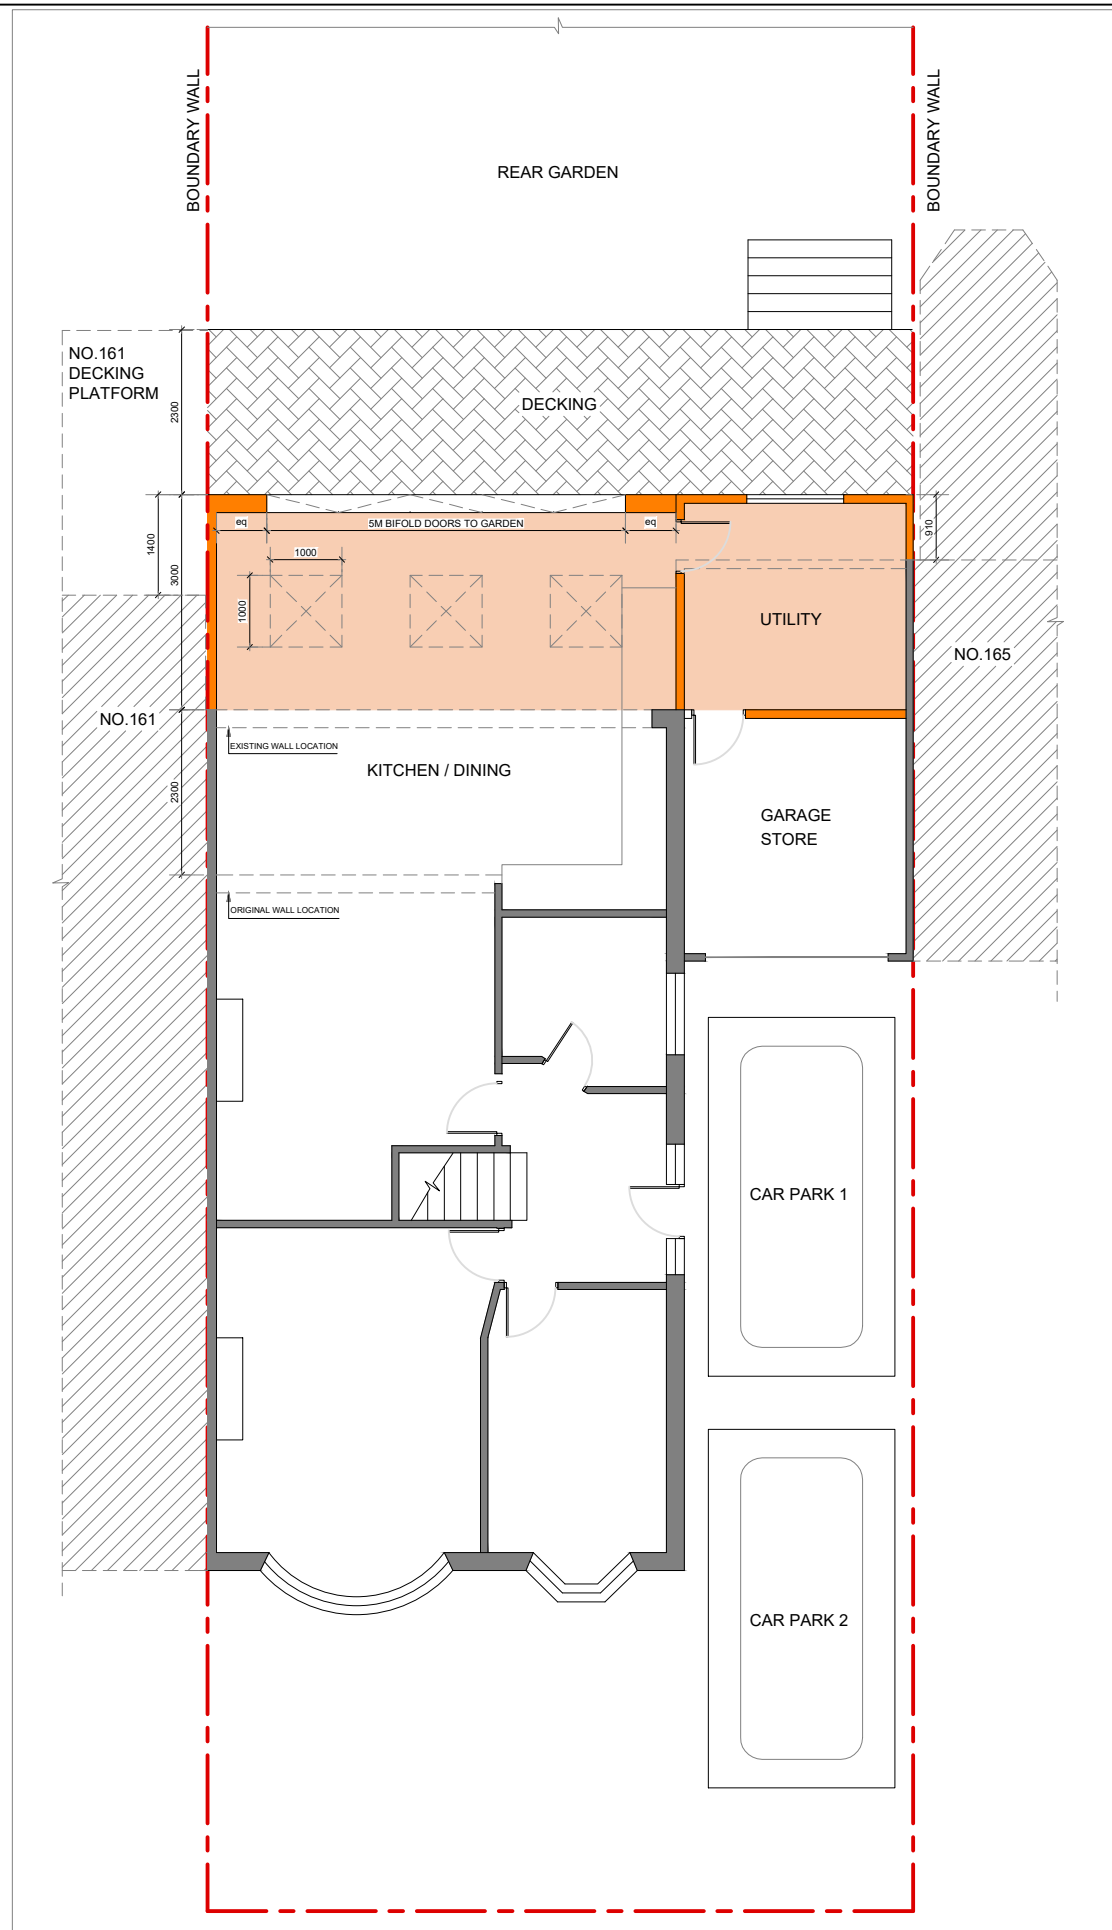 BOUNDARY WALL
BOUNDARY WALL
REAR GARDEN
NO.161
DECKING
PLATFORM
2300
DECKING
eq
5M BIFOLD DOORS TO GARDEN
eq
910
1400
3000
1000
1000
UTILITY
NO.165
NO.161
EXISTING WALL LOCATION
KITCHEN / DINING
2300
GARAGE
STORE
ORIGINAL WALL LOCATION
CAR PARK 1
CAR PARK 2